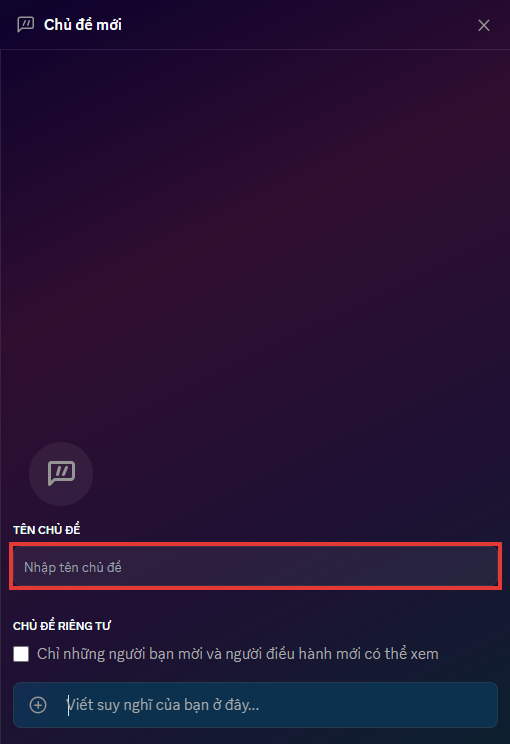 Chủ đề mới
TÊN CHỦ ĐỀ
Nhập tên chủ đề
CHỦ ĐỀ RIÊNG TƯ
Chỉ những người bạn mời và người điều hành mới có thể xem
Viết suy nghĩ của bạn ở đây...